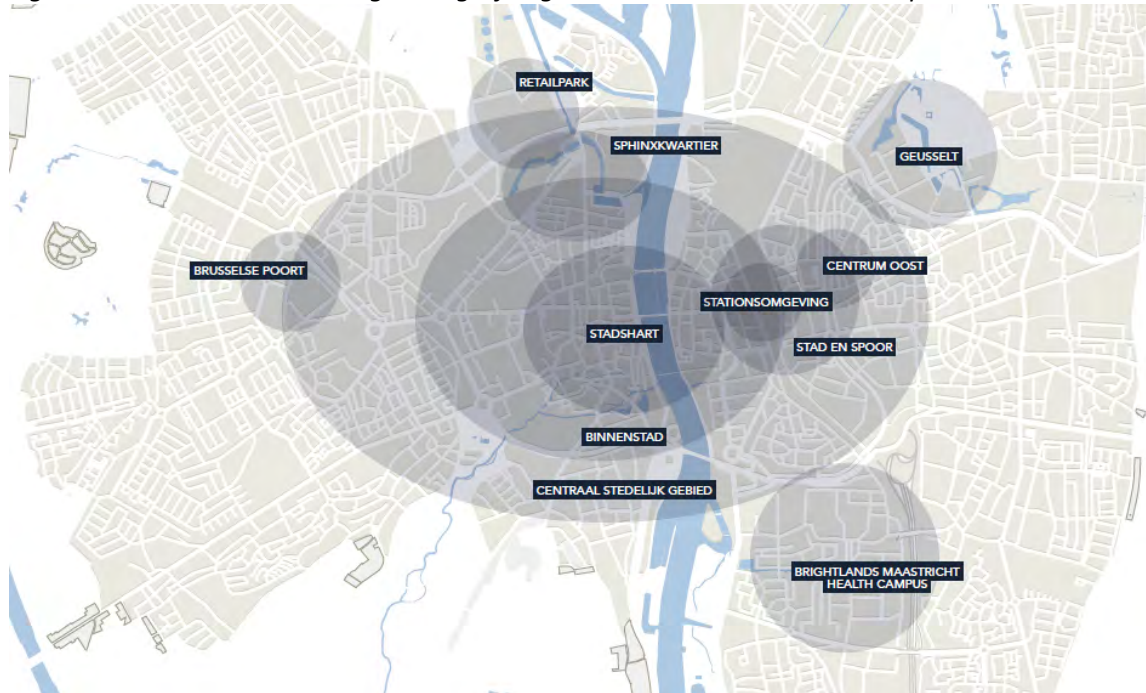 RETAILPARK
SPHINXKWARTIER
GEUSSELT
BRUSSELSE POORT
CENTRUM OOST
STATIONSOMGEVING
STADSHART
STAD EN SPOOR
BINNENSTAD
CENTRAAL STEDELIJK GEBIED
BRIGHTLANDS MAASTRICHT
HEALTH CAMPUS